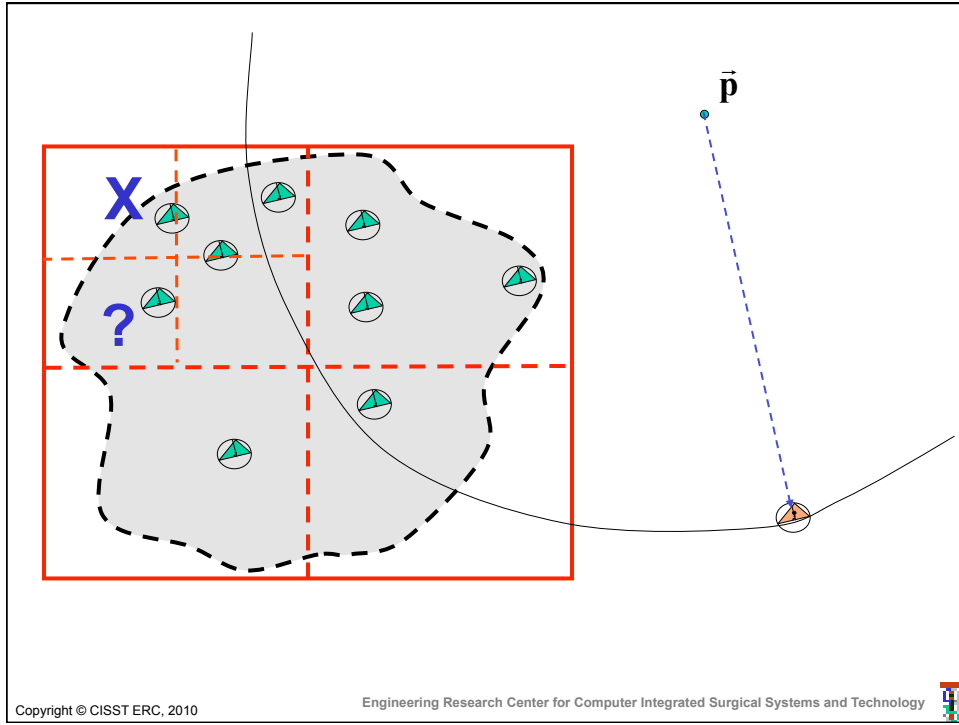 p
X
?
Copyright © CISST ERC, 2010
Engineering Research Center for Computer Integrated Surgical Systems and Technology